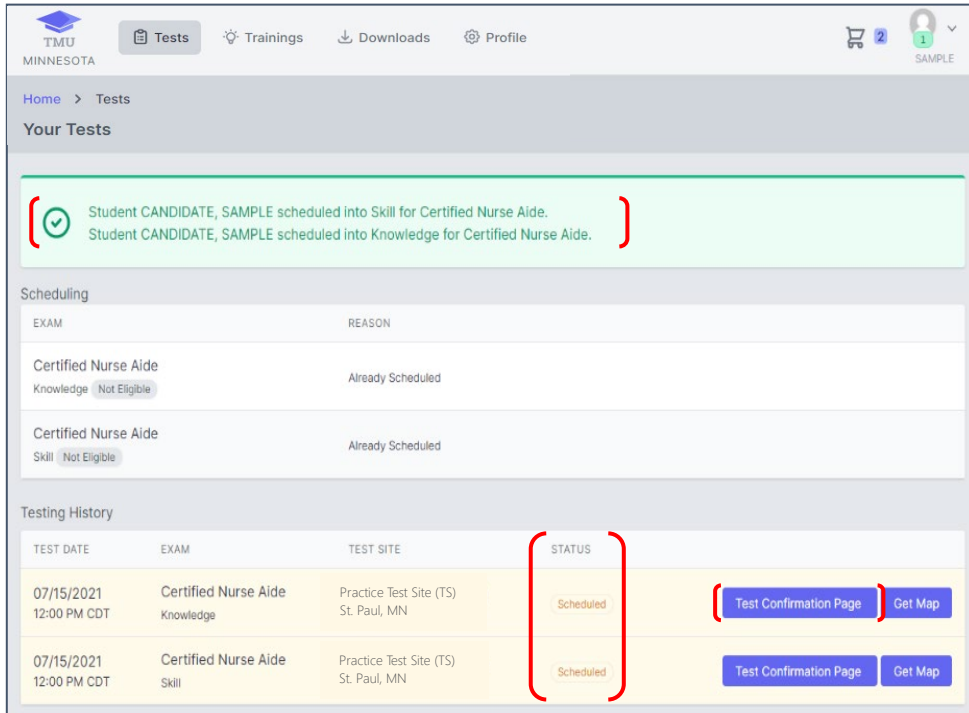 TMU
MINNESOTA
Tests
Trainings
Downloads
Profile
2
1
SAMPLE
Home > Tests
Your Tests
Student CANDIDATE, SAMPLE scheduled into Skill for Certified Nurse Aide.
Student CANDIDATE, SAMPLE scheduled into Knowledge for Certified Nurse Aide.
Scheduling
EXAM REASON
Certified Nurse Aide
Knowledge Not Eligible
Already Scheduled
Certified Nurse Aide
Skill Not Eligible
Already Scheduled
Testing History
TEST DATE EXAM TEST SITE STATUS
07/15/2021 Certified Nurse Aide Practice Test Site (TS)
12:00 PM CDT Knowledge St. Paul, MN
Scheduled Test Confirmation Page Get Map
07/15/2021 Certified Nurse Aide Practice Test Site (TS)
12:00 PM CDT Skill St. Paul, MN
Scheduled Test Confirmation Page Get Map